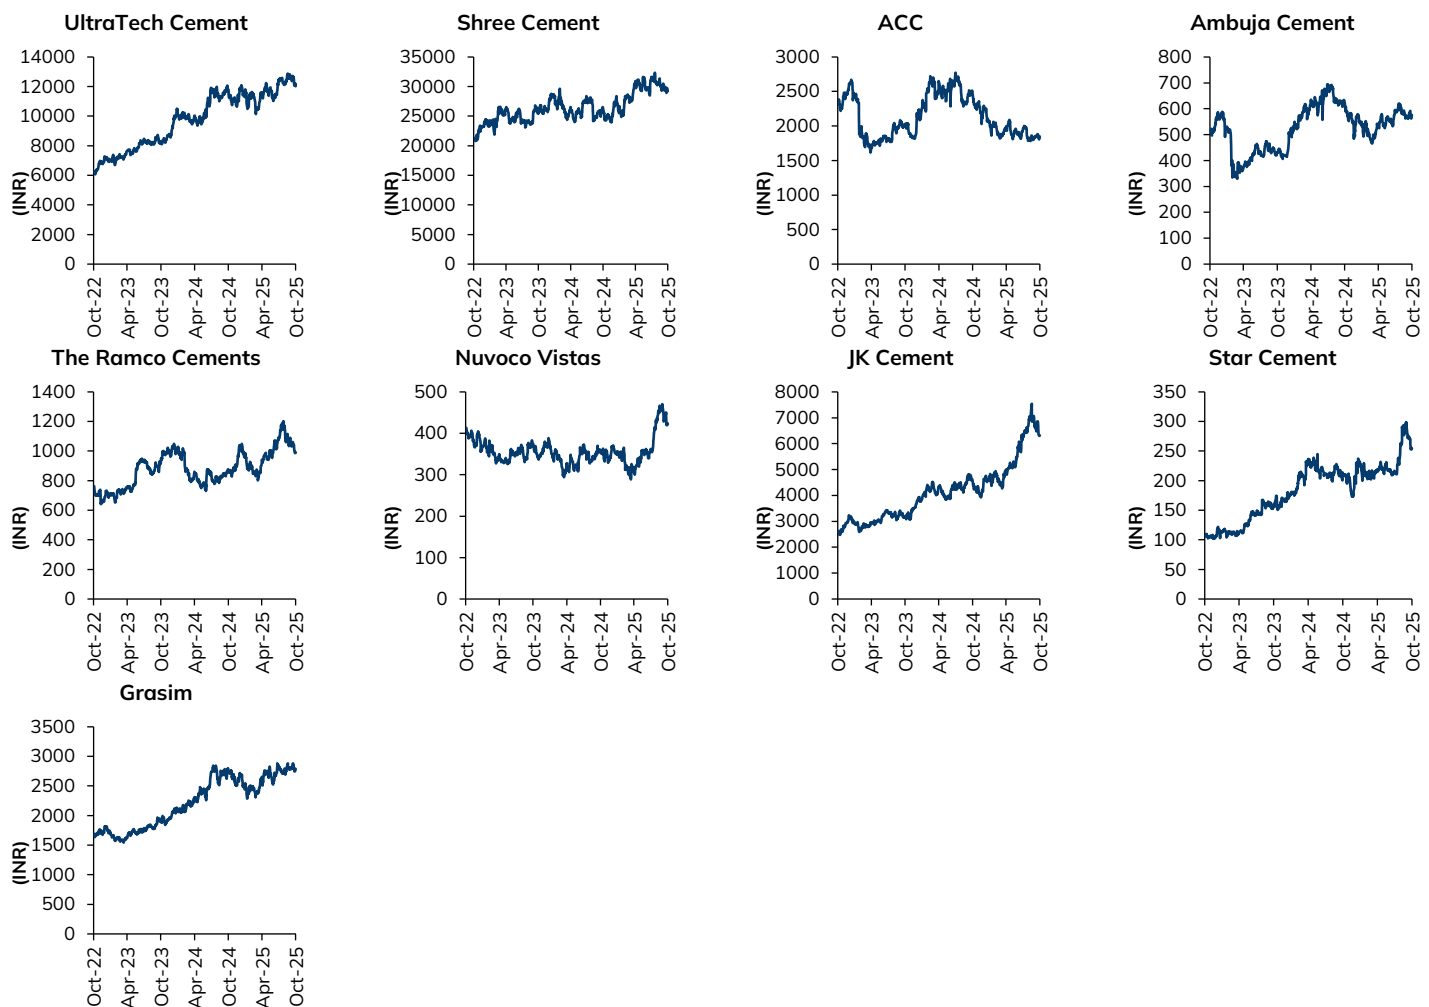 UltraTech Cement
14000
12000
10000
8000
6000
4000
2000
0
(INR)
Oct-22
Apr-23
Oct-23
Apr-24
Oct-24
Apr-25
Oct-25
Shree Cement
35000
30000
25000
20000
15000
10000
5000
0
(INR)
Oct-22
Apr-23
Oct-23
Apr-24
Oct-24
Apr-25
Oct-25
ACC
3000
2500
2000
1500
1000
500
0
(INR)
Oct-22
Apr-23
Oct-23
Apr-24
Oct-24
Apr-25
Oct-25
Ambuja Cement
800
700
600
500
400
300
200
100
0
(INR)
Oct-22
Apr-23
Oct-23
Apr-24
Oct-24
Apr-25
Oct-25
The Ramco Cements
1400
1200
1000
800
600
400
200
0
(INR)
Oct-22
Apr-23
Oct-23
Apr-24
Oct-24
Apr-25
Oct-25
Nuvoco Vistas
500
400
300
200
100
0
(INR)
Oct-22
Apr-23
Oct-23
Apr-24
Oct-24
Apr-25
Oct-25
JK Cement
8000
7000
6000
5000
4000
3000
2000
1000
0
(INR)
Oct-22
Apr-23
Oct-23
Apr-24
Oct-24
Apr-25
Oct-25
Star Cement
350
300
250
200
150
100
50
0
(INR)
Oct-22
Apr-23
Oct-23
Apr-24
Oct-24
Apr-25
Oct-25
Grasim
3500
3000
2500
2000
1500
1000
500
0
(INR)
Oct-22
Apr-23
Oct-23
Apr-24
Oct-24
Apr-25
Oct-25